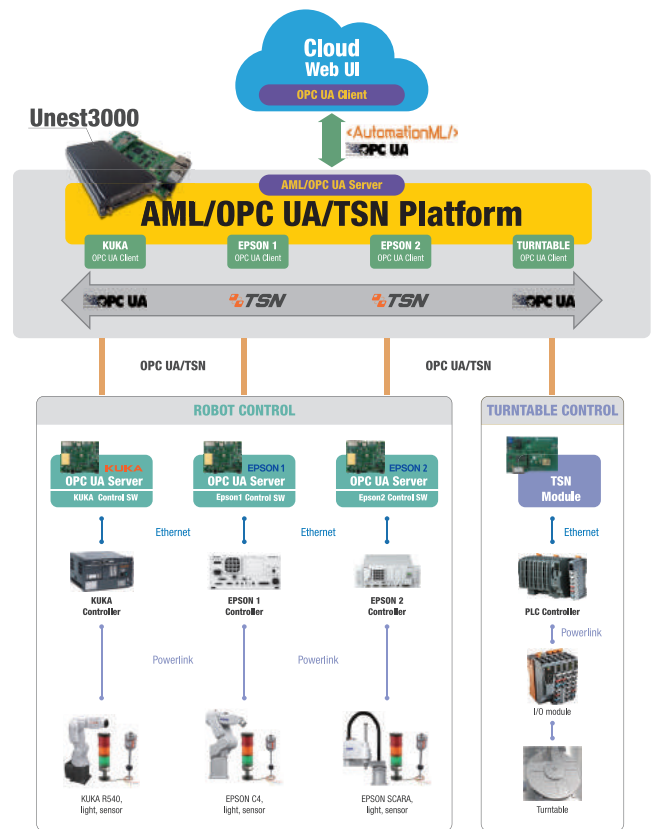 Cloud
Web UI
OPC UA Client
Unest3000
<AutomationML/>
OPC UA
AML/OPC UA Server
AML/OPC UA/TSN Platform
KUKA
OPC UA Client
EPSON 1
OPC UA Client
EPSON 2
OPC UA Client
TURNTABLE
OPC UA Client
OPC UA
TSN
TSN
OPC UA
OPC UA/TSN
OPC UA/TSN
ROBOT CONTROL
TURNTABLE CONTROL
KUKA
OPC UA Server
KUKA Control SW
EPSON 1
OPC UA Server
Epson1 Control SW
EPSON 2
OPC UA Server
Epson2 Control SW
TSN
Module
Ethernet
Ethernet
Ethernet
KUKA
Controller
EPSON 1
Controller
EPSON 2
Controller
PLC Controller
Powerlink
Powerlink
Powerlink
I/O module
KUKA R540,
light, sensor
EPSON C4,
light, sensor
EPSON SCARA,
light, sensor
Turntable